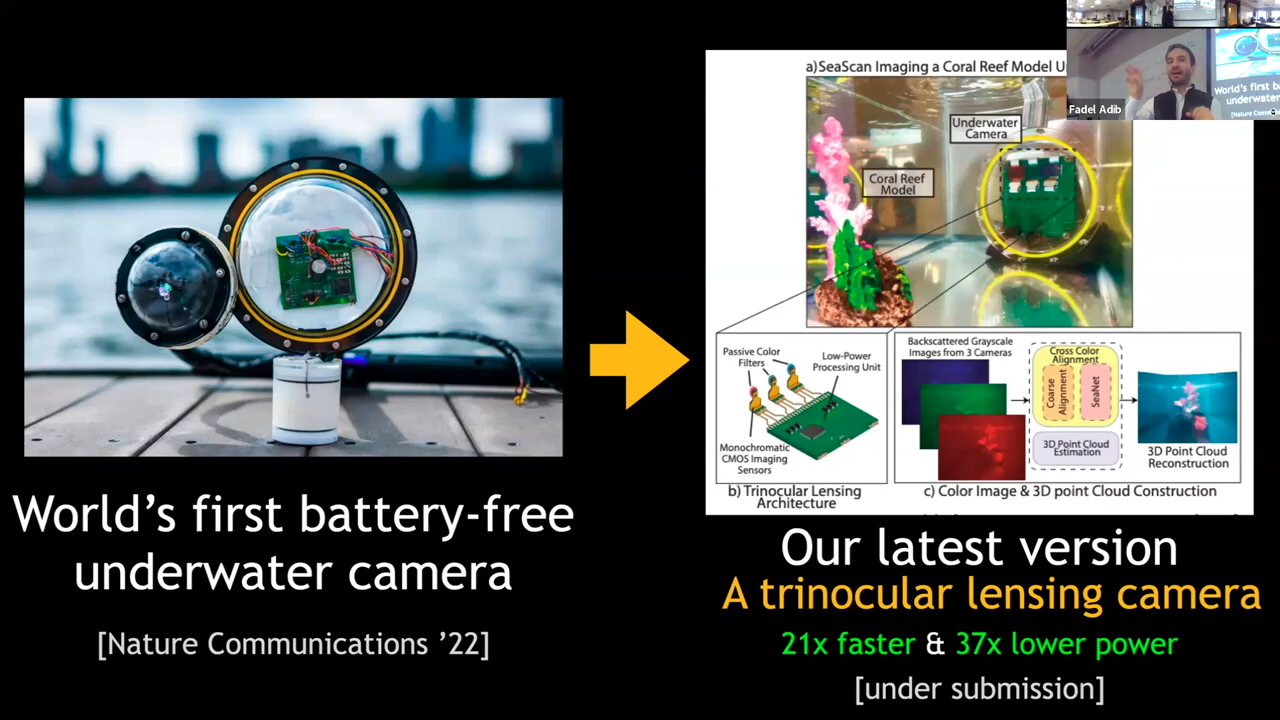 World's first battery-free
underwater camera
[Nature Communications ’22]
a)SeaScan Imaging a Coral Reef Model
Underwater
Camera
Coral Reef
Model
Passive Color
Filters
Low-Power
Processing Unit
Monochromatic
CMOS Imaging
Sensors
b) Trinocular Lensing
Architecture
Backscattered Grayscale
Images from 3 Cameras
Cross Color
Alignment
Coarse
Alignment
SeaNet
3D Point Cloud
Estimation
3D Point Cloud
Reconstruction
c) Color Image & 3D point Cloud Construction
Our latest version
A trinocular lensing camera
21x faster & 37x lower power
[under submission]
Fadel Adib
World's first
underwater